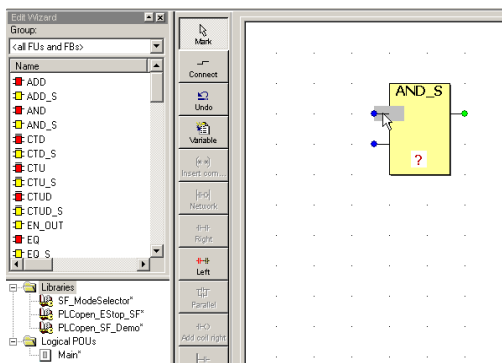 Edit Wizard
Group:
<all FUs and FBs>
Name
ADD
ADD_S
AND
AND_S
CTD
CTD_S
CTU
CTU_S
CTUD
CTUD_S
EN_OUT
EQ
EQ_S
Libraries
SF_ModeSelector*
PLCopen_EStop_SF*
PLCopen_SF_Demo*
Logical POUs
Main*
Mark
Connect
Undo
Variable
Insert com...
Network
Right
Left
Parallel
Add coil right
AND_S
?